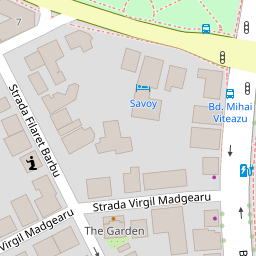 7
Savoy
Bd. Mihai
Viteazu
Strada Filaret Barbu
Strada Virgil Madgearu
Virgil Madgearu
The Garden
B